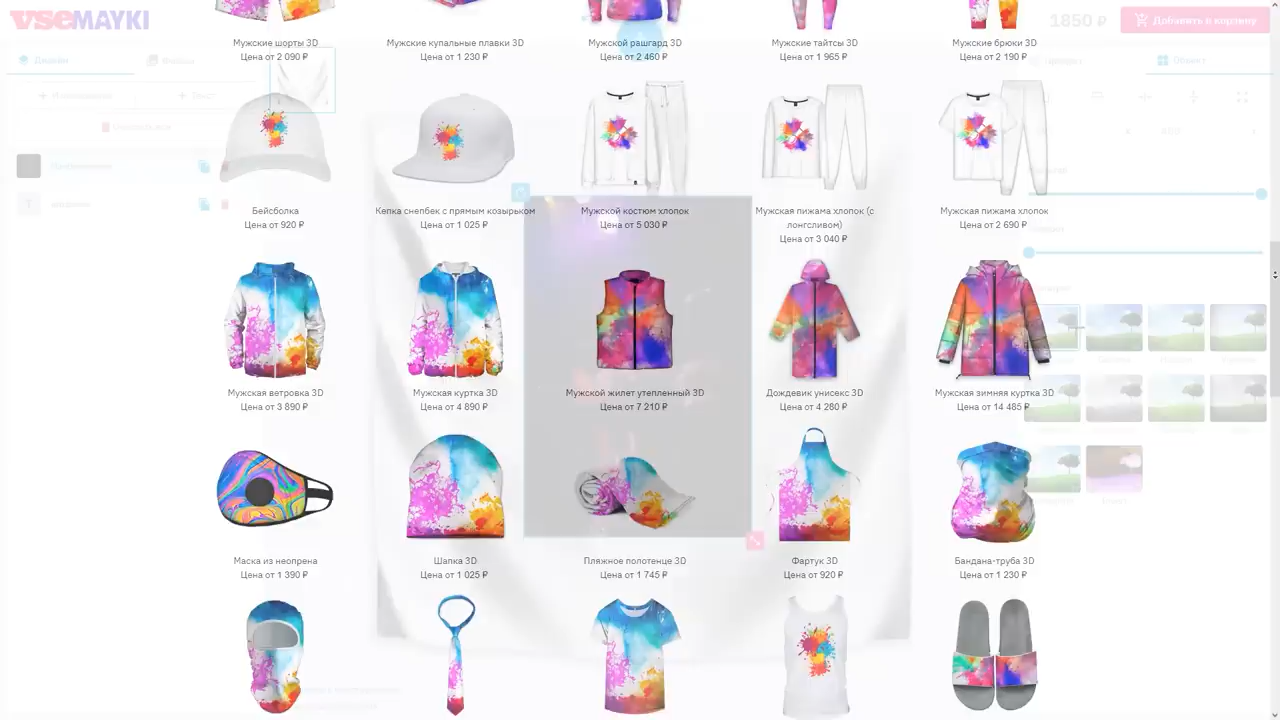 vseMAYKI
1850 ₽
Добавить в корзину
Мужские шорты 3D
Цена от 2 090 ₽
Мужские купальные плавки 3D
Цена от 1 230 ₽
Мужской рашгард 3D
Цена от 2 460 ₽
Мужские тайтсы 3D
Цена от 1 965 ₽
Мужские брюки 3D
Цена от 2 190 ₽
Дизайн
Текст
Бейсболка
Цена от 920 ₽
Кепка снепбек с прямым козырьком
Цена от 1 025 ₽
Мужской костюм хлопок
Цена от 5 030 ₽
Мужская пижама хлопок (с
лонгсливом)
Цена от 3 040 ₽
Мужская пижама хлопок
Цена от 2 690 ₽
Мужская ветровка 3D
Цена от 3 890 ₽
Мужская куртка 3D
Цена от 4 890 ₽
Мужской жилет утепленный 3D
Цена от 7 210 ₽
Дождевик унисекс 3D
Цена от 4 280 ₽
Мужская зимняя куртка 3D
Цена от 14 485 ₽
Маска из неопрена
Цена от 1 390 ₽
Шапка 3D
Цена от 1 025 ₽
Пляжное полотенце 3D
Цена от 1 745 ₽
Фартук 3D
Цена от 920 ₽
Бандана-труба 3D
Цена от 1 230 ₽